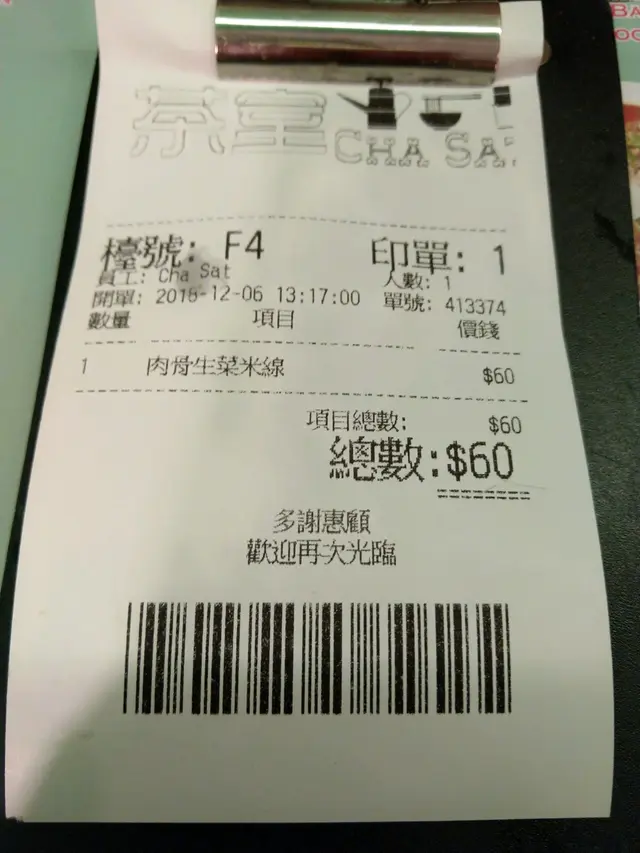 茶室 CHA SA
檯號: F4 印單: 1
員工: Cha Sat 人數: 1
開單: 2018-12-06 13:17:00 單號: 413374
數量 項目 價錢
1 肉骨生菜米線 $60
項目總數: $60
總數:$60
多謝惠顧
歡迎再次光臨
BA